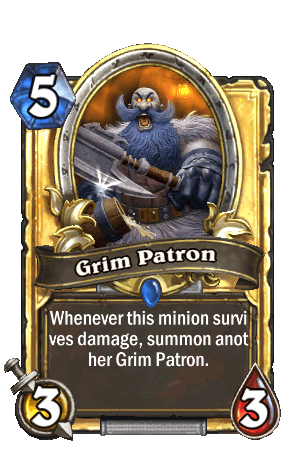 5
Grim Patron
Whenever this minion survi
ves damage, summon anot
her Grim Patron.
3
3